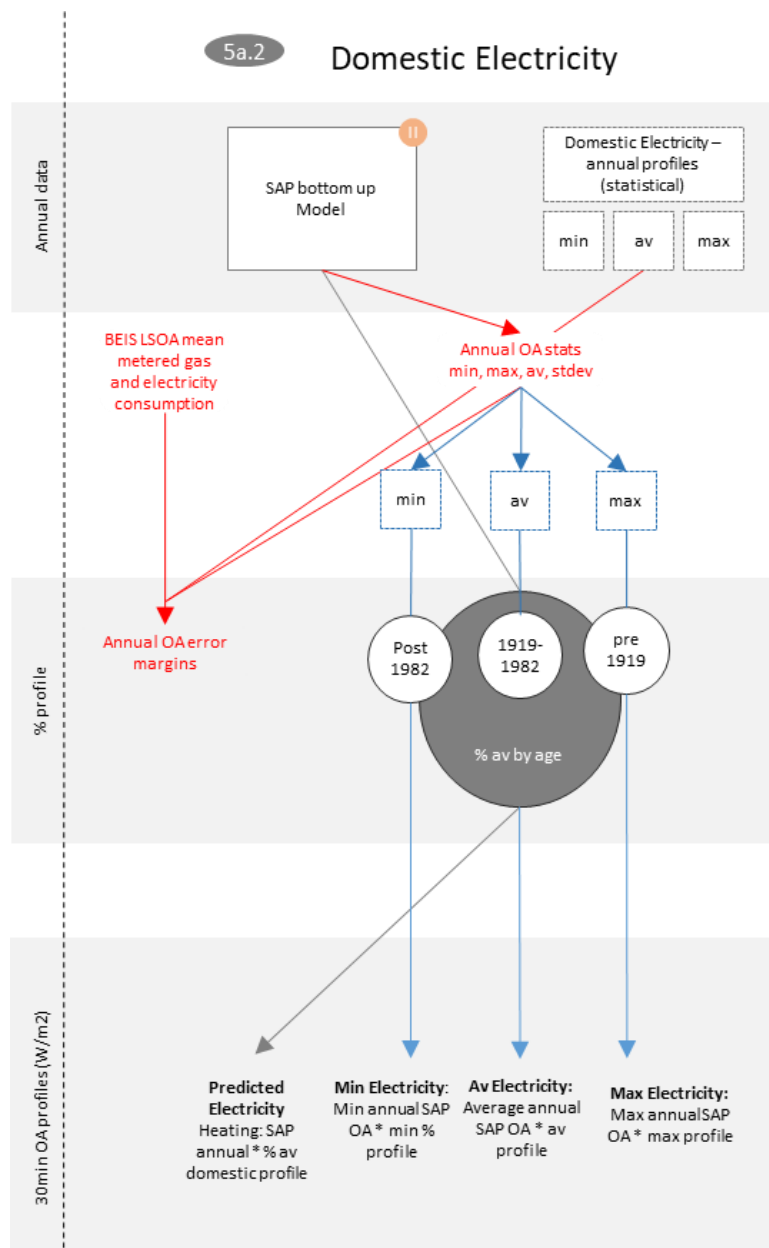 5a.2
Domestic Electricity
Annual data
II
SAP bottom up
Model
Domestic Electricity –
annual profiles
(statistical)
min
av
max
BEIS LSOA mean
metered gas
and electricity
consumption
Annual OA stats
min, max, av, stdev
min
av
max
% profile
Annual OA error
margins
Post
1982
1919-
1982
pre
1919
% av by age
30min OA profiles (W/m2)
Predicted
Electricity
Heating: SAP
annual * % av
domestic profile
Min Electricity:
Min annual SAP
OA * min %
profile
Av Electricity:
Average annual
SAP OA * av
profile
Max Electricity:
Max annual SAP
OA * max profile